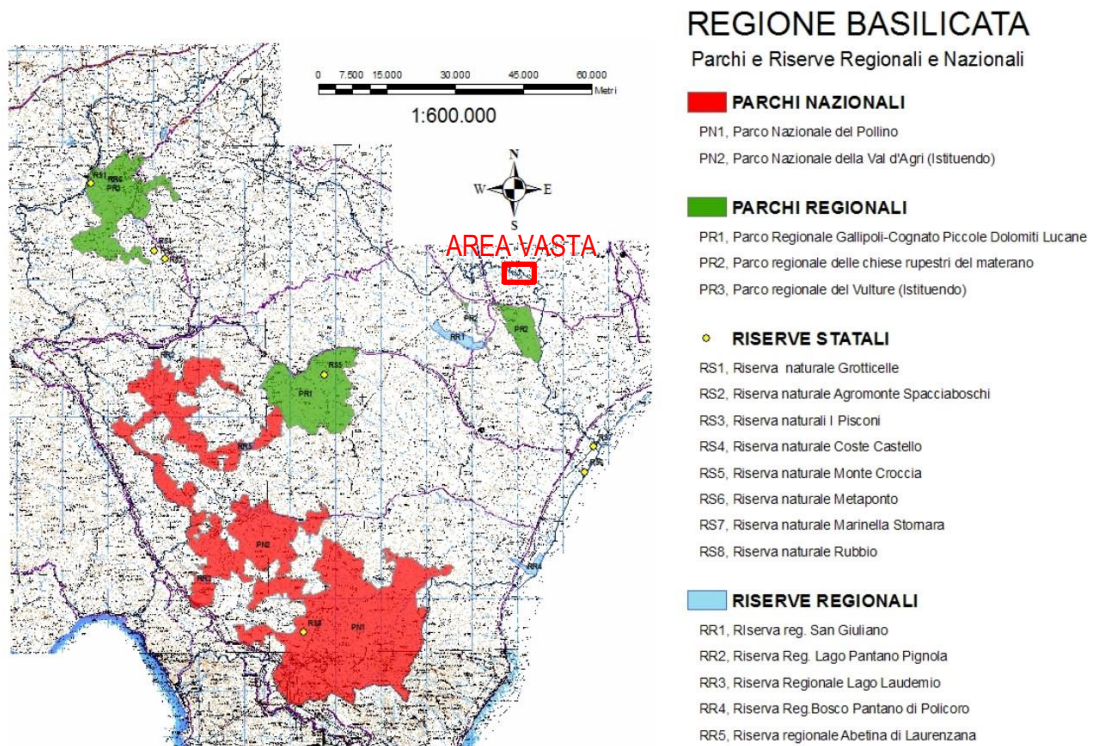 REGIONE BASILICATA
Parchi e Riserve Regionali e Nazionali
PARCHI NAZIONALI
PN1, Parco Nazionale del Pollino
PN2, Parco Nazionale della Val d'Agri (Istituendo)
PARCHI REGIONALI
PR1, Parco Regionale Gallipoli-Cognato Piccole Dolomiti Lucane
PR2, Parco regionale delle chiese rupestri del materano
PR3, Parco regionale del Vulture (Istituendo)
RISERVE STATALI
RS1, Riserva naturale Grotticelle
RS2, Riserva naturale Agromonte Spacciaboschi
RS3, Riserva naturali I Pisconi
RS4, Riserva naturale Coste Castello
RS5, Riserva naturale Monte Croccia
RS6, Riserva naturale Metaponto
RS7, Riserva naturale Marinella Stornara
RS8, Riserva naturale Rubbio
RISERVE REGIONALI
RR1, RIserva reg. San Giuliano
RR2, Riserva Reg. Lago Pantano Pignola
RR3, Riserva Regionale Lago Laudemio
RR4, Riserva Reg.Bosco Pantano di Policoro
RR5, Riserva regionale Abetina di Laurenzana
0 7.500 15.000 30.000 45.000 60.000
Metri
1:600.000
N
W E
S
AREA VASTA
RS1
PR3
PR2
RR1
PR2
RS5
PR1
PN2
RR4
RR3
RS8
PN1